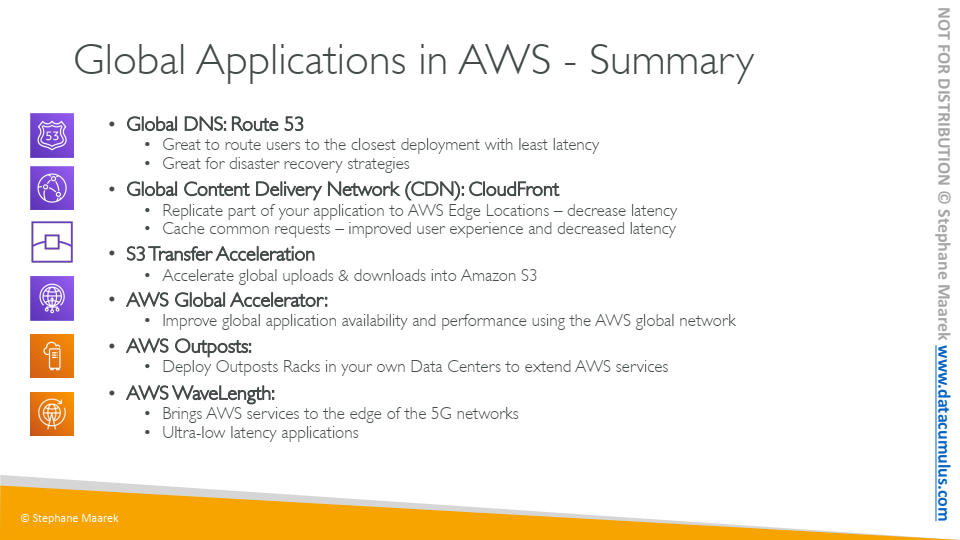 Global Applications in AWS - Summary
53
• Global DNS: Route 53
• Great to route users to the closest deployment with least latency
• Great for disaster recovery strategies
• Global Content Delivery Network (CDN): CloudFront
• Replicate part of your application to AWS Edge Locations – decrease latency
• Cache common requests – improved user experience and decreased latency
• S3 Transfer Acceleration
• Accelerate global uploads & downloads into Amazon S3
• AWS Global Accelerator:
• Improve global application availability and performance using the AWS global network
• AWS Outposts:
• Deploy Outposts Racks in your own Data Centers to extend AWS services
• AWS WaveLength:
• Brings AWS services to the edge of the 5G networks
• Ultra-low latency applications
© Stephane Maarek
NOT FOR DISTRIBUTION © Stephane Maarek www.datacumulus.com